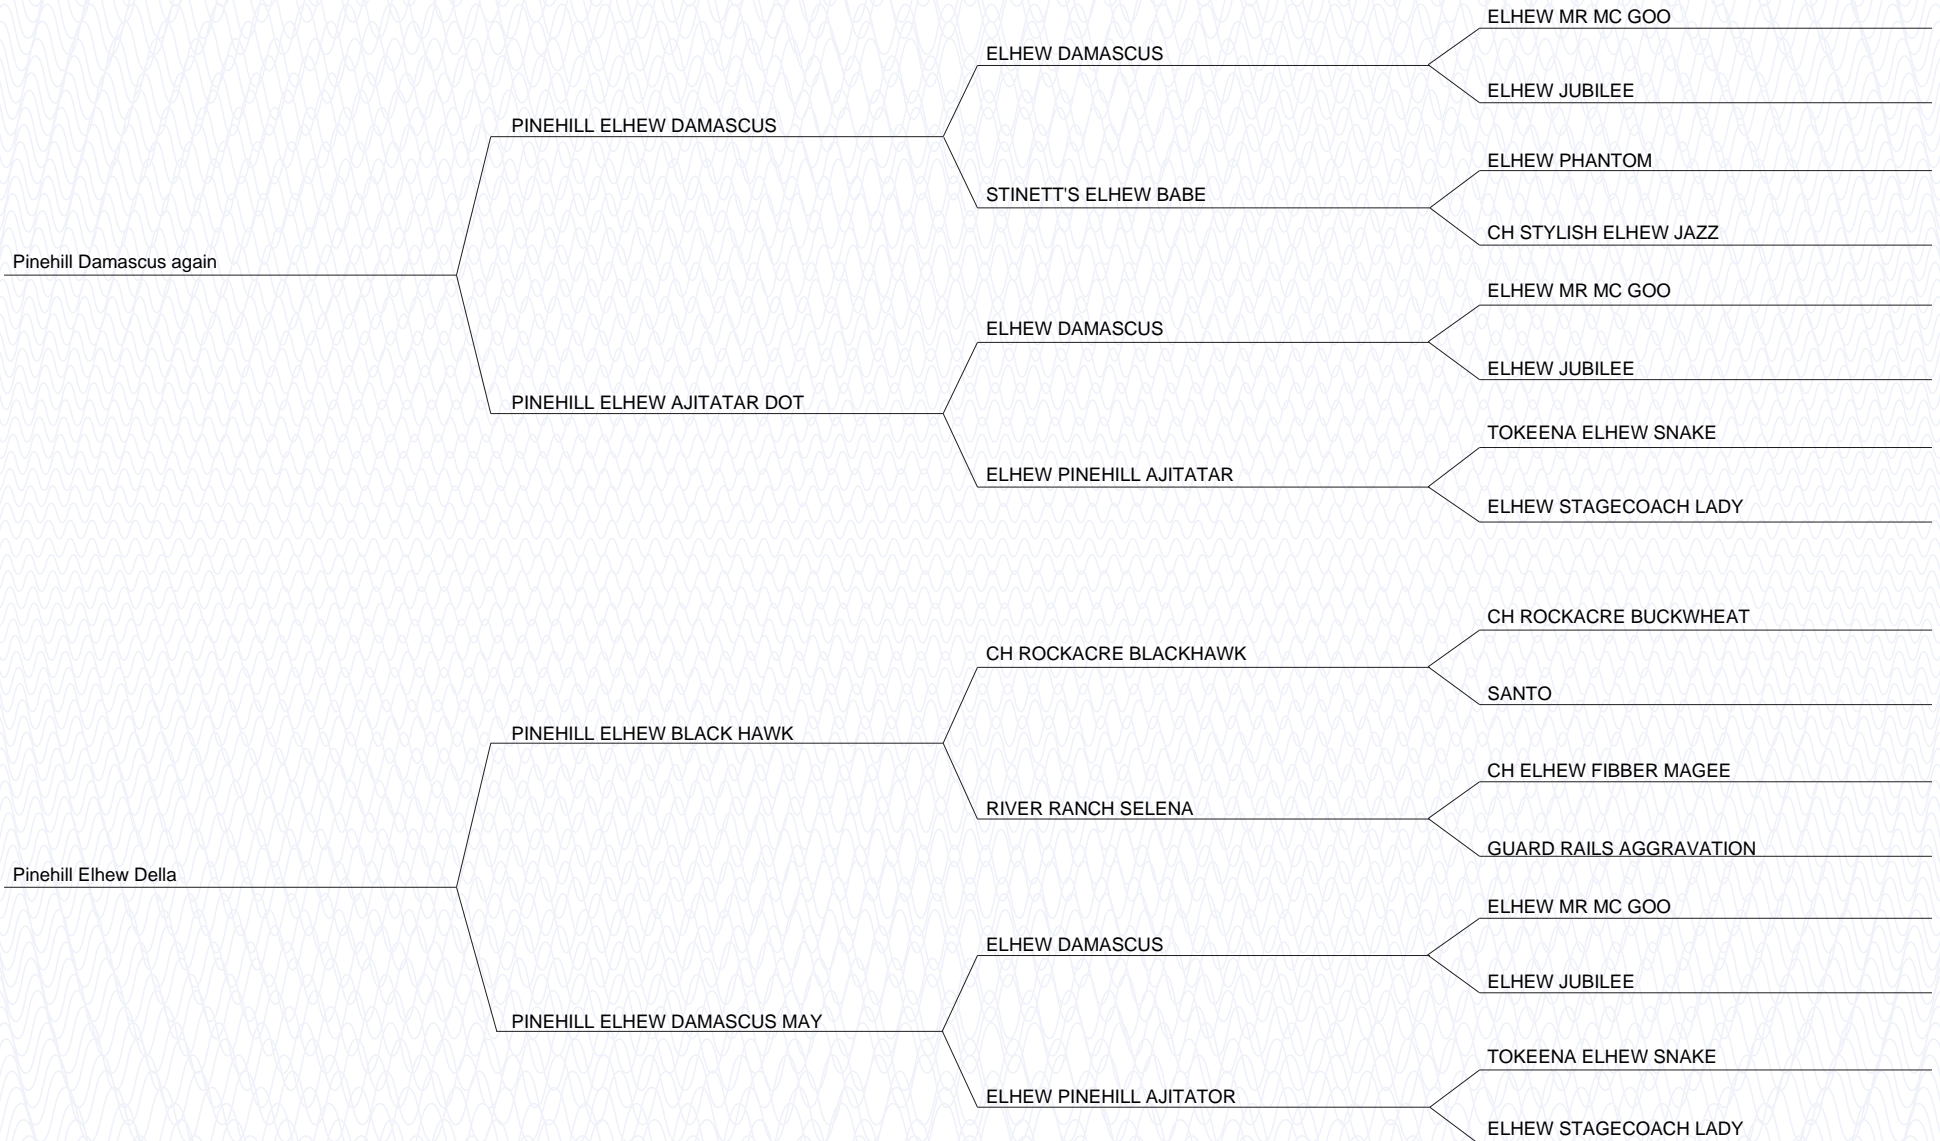 ELHEW MR MC GOO
ELHEW DAMASCUS
ELHEW JUBILEE
PINEHILL ELHEW DAMASCUS
ELHEW PHANTOM
STINETT'S ELHEW BABE
CH STYLISH ELHEW JAZZ
Pinehill Damascus again
ELHEW MR MC GOO
ELHEW DAMASCUS
ELHEW JUBILEE
PINEHILL ELHEW AJITATAR DOT
TOKEENA ELHEW SNAKE
ELHEW PINEHILL AJITATAR
ELHEW STAGECOACH LADY
CH ROCKACRE BUCKWHEAT
CH ROCKACRE BLACKHAWK
SANTO
PINEHILL ELHEW BLACK HAWK
CH ELHEW FIBBER MAGEE
RIVER RANCH SELENA
GUARD RAILS AGGRAVATION
Pinehill Elhew Della
ELHEW MR MC GOO
ELHEW DAMASCUS
ELHEW JUBILEE
PINEHILL ELHEW DAMASCUS MAY
TOKEENA ELHEW SNAKE
ELHEW PINEHILL AJITATOR
ELHEW STAGECOACH LADY